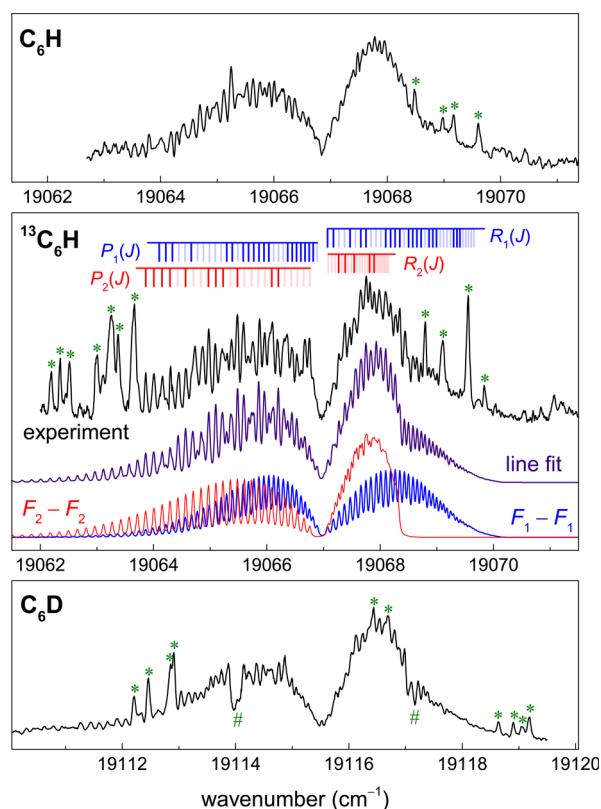 C₆H
* * * *
19062 19064 19066 19068 19070
¹³C₆H
P₁(J) R₁(J)
P₂(J) R₂(J)
* * * * * * * * * * *
experiment
line fit
F₂ – F₂ F₁ – F₁
19062 19064 19066 19068 19070
C₆D
* * * * * * * * * *
# #
19112 19114 19116 19118 19120
wavenumber (cm⁻¹)